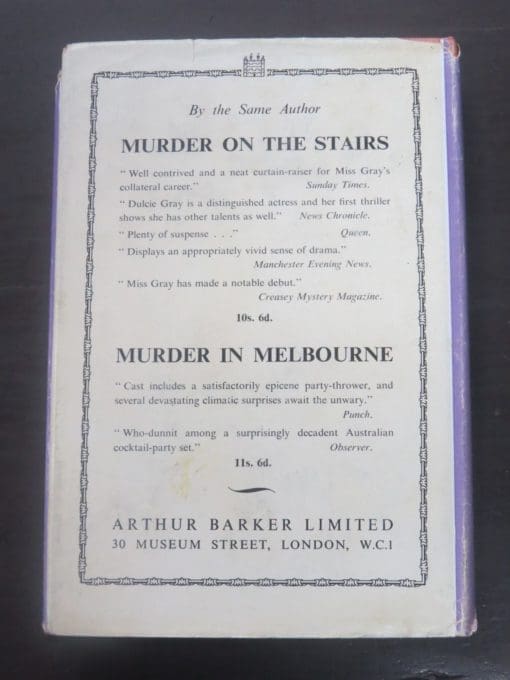 By the Same Author
MURDER ON THE STAIRS
"Well contrived and a neat curtain-raiser for Miss Gray's
collateral career." Sunday Times.
"Dulcie Gray is a distinguished actress and her first thriller
shows she has other talents as well." News Chronicle.
"Plenty of suspense . . ." Queen.
"Displays an appropriately vivid sense of drama."
Manchester Evening News.
"Miss Gray has made a notable debut."
Creasey Mystery Magazine.
10s. 6d.
MURDER IN MELBOURNE
"Cast includes a satisfactorily epicene party-thrower, and
several devastating climatic surprises await the unwary."
Punch.
"Who-dunnit among a surprisingly decadent Australian
cocktail-party set." Observer.
11s. 6d.
ARTHUR BARKER LIMITED
30 MUSEUM STREET, LONDON, W.C.1